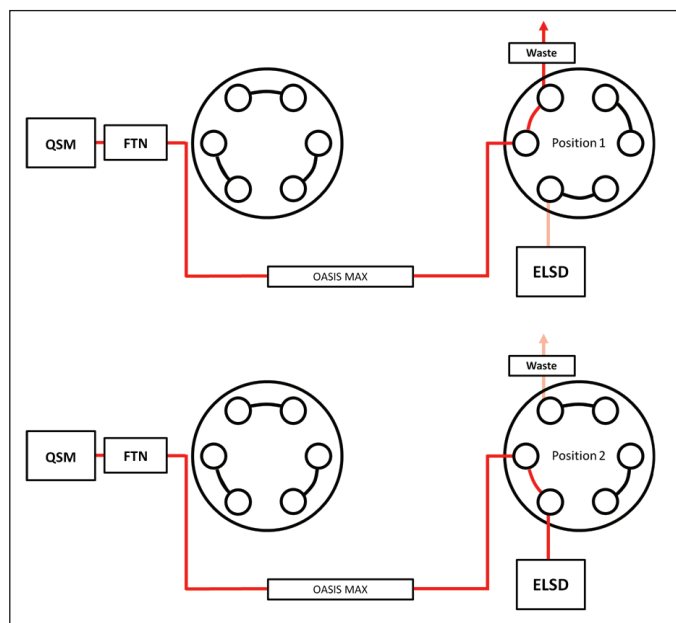 Waste
QSM
FTN
Position 1
OASIS MAX
ELSD
Waste
QSM
FTN
Position 2
OASIS MAX
ELSD